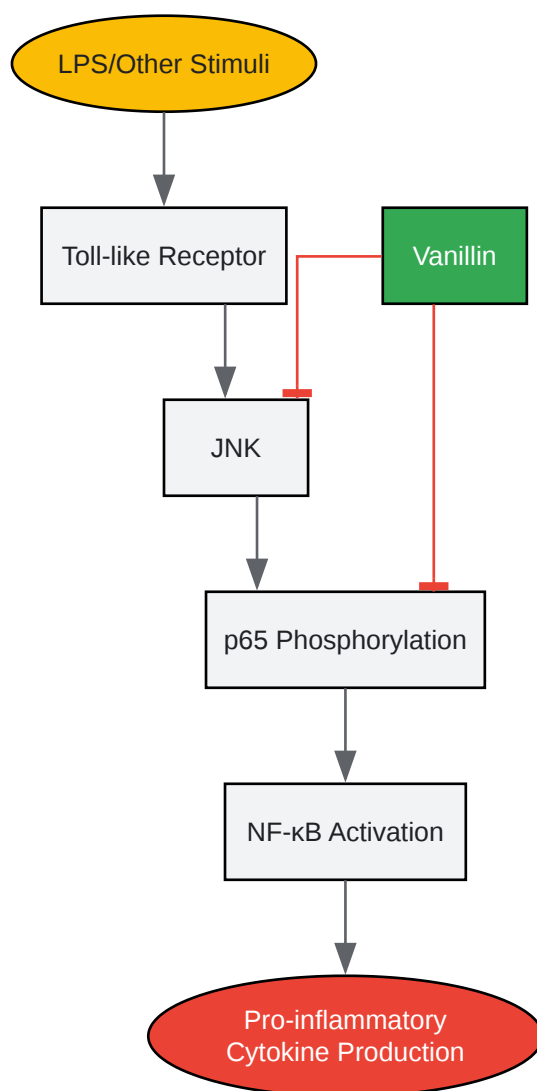 LPS/Other Stimuli
Toll-like Receptor
Vanillin
JNK
p65 Phosphorylation
NF-κB Activation
Pro-inflammatory
Cytokine Production